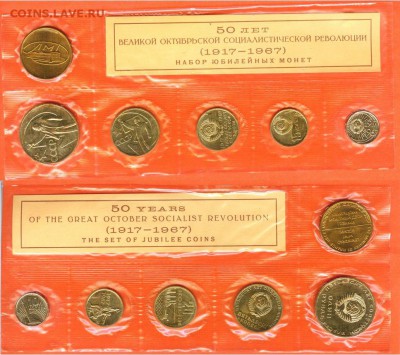 COINS.LAVE.RU
50 ЛЕТ
ВЕЛИКОЙ ОКТЯБРЬСКОЙ СОЦИАЛИСТИЧЕСКОЙ РЕВОЛЮЦИИ
(1917-1967)
НАБОР ЮБИЛЕЙНЫХ МОНЕТ
50 YEARS
OF THE GREAT OCTOBER SOCIALIST REVOLUTION
(1917-1967)
THE SET OF JUBILEE COINS